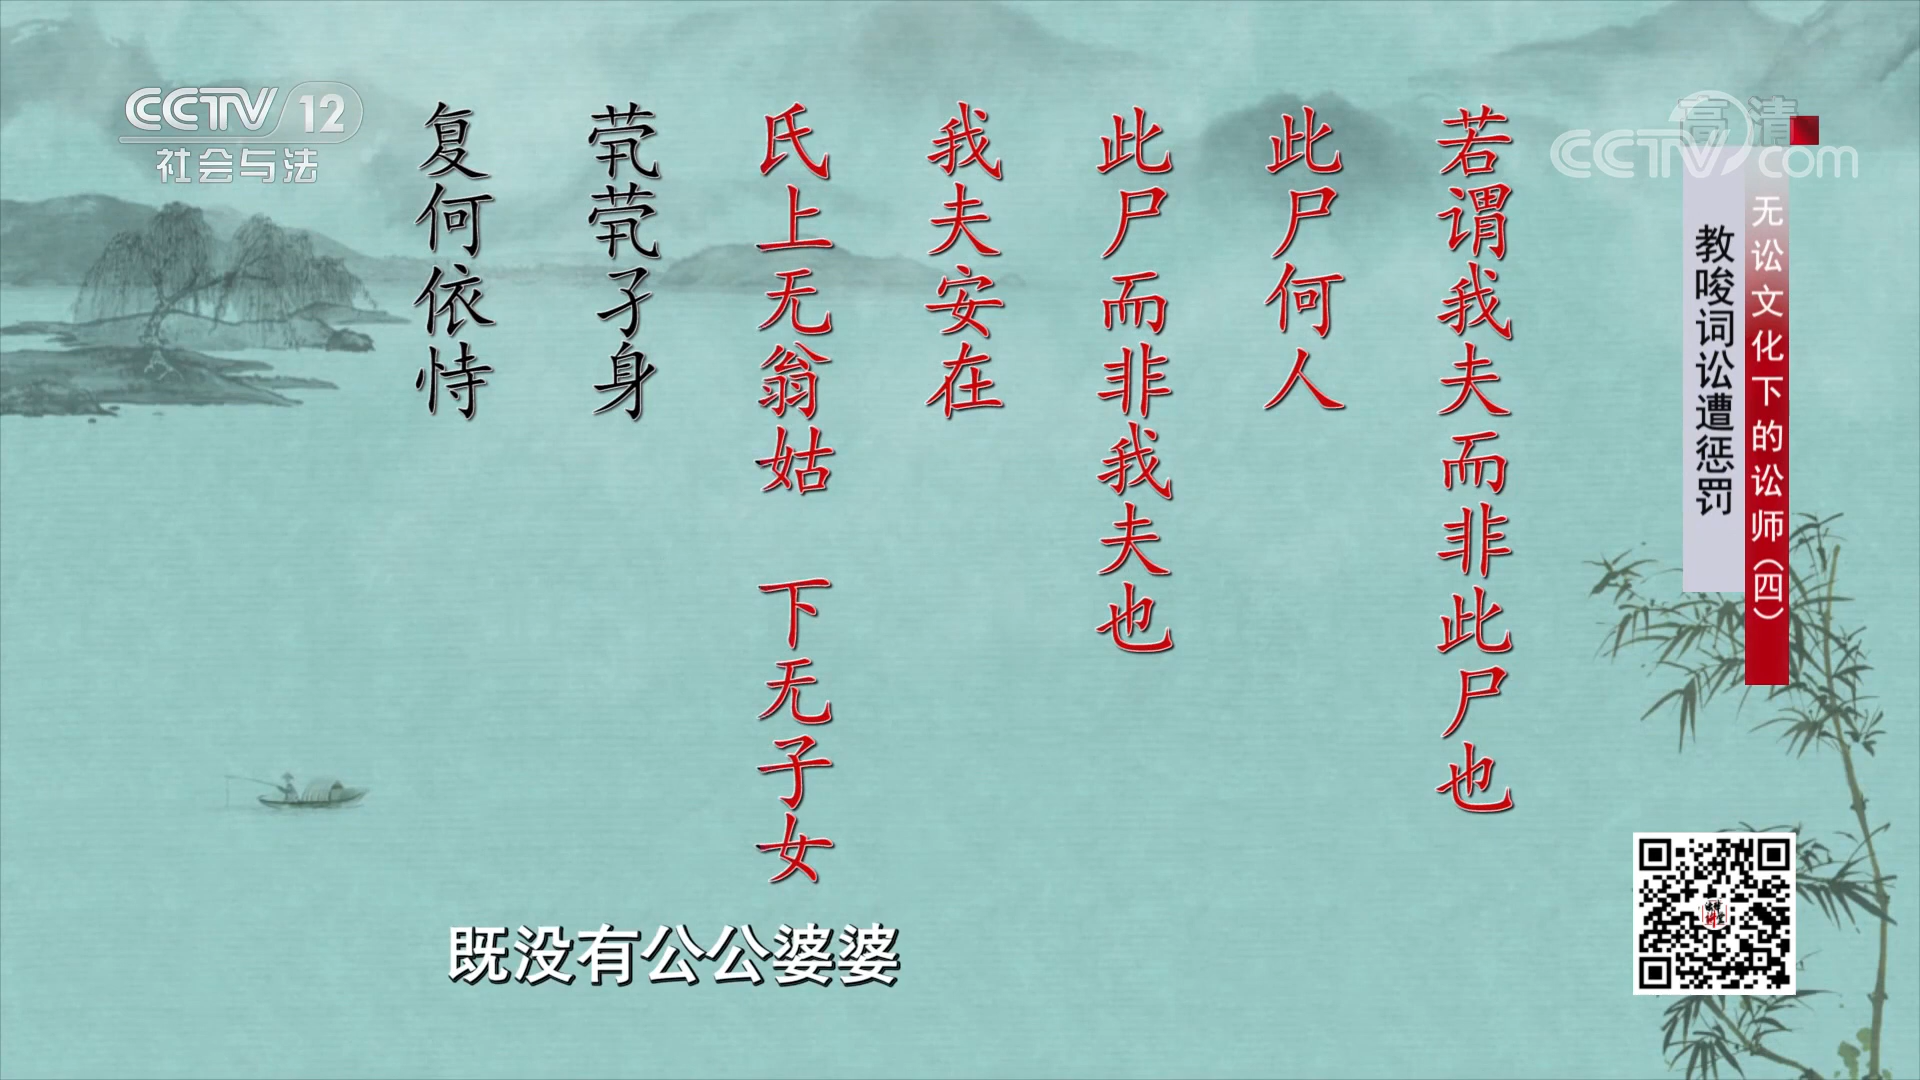 CCTV 12
社会与法
高清
CCTV.com
无讼文化下的讼师(四)
教唆词讼遭惩罚
若谓我夫而非此尸也
此尸何人
此尸而非我夫也
我夫安在
氏上无翁姑 下无子女
茕茕孑身
复何依恃
既没有公公婆婆